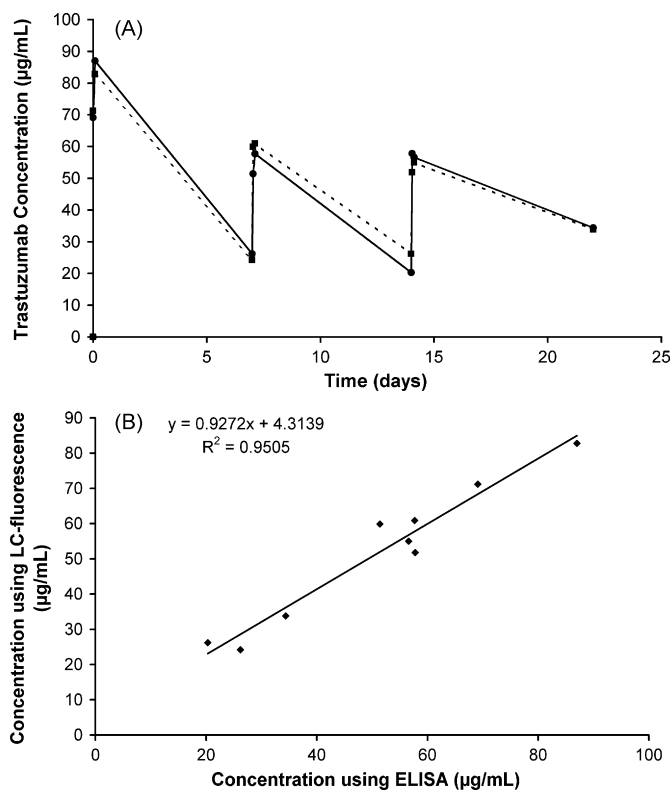 (A)
Trastuzumab Concentration (µg/mL)
100
90
80
70
60
50
40
30
20
10
0
0 5 10 15 20 25
Time (days)
(B)
y = 0.9272x + 4.3139
R² = 0.9505
Concentration using LC-fluorescence
(µg/mL)
90
80
70
60
50
40
30
20
10
0
0 20 40 60 80 100
Concentration using ELISA (µg/mL)